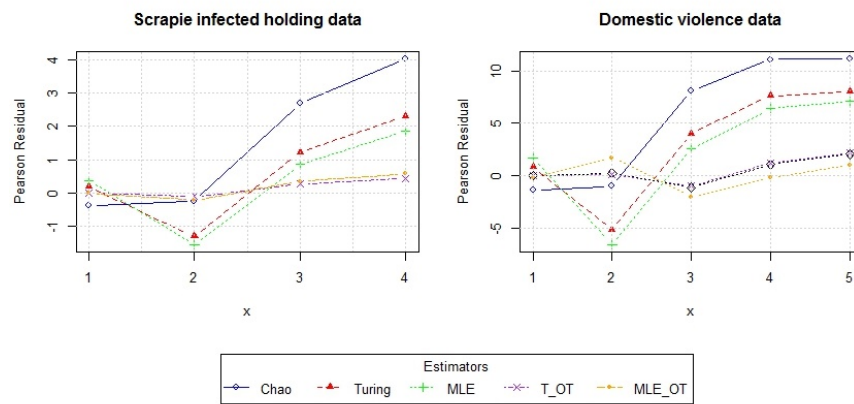 Scrapie infected holding data
Domestic violence data
Pearson Residual
4
3
2
1
0
-1
1 2 3 4
x
Pearson Residual
10
5
0
-5
1 2 3 4 5
x
Estimators
Chao Turing MLE T_OT MLE_OT